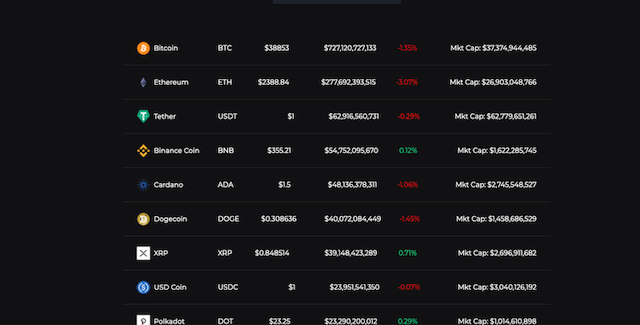 Bitcoin BTC $38853 $727,120,727,133 -1.35% Mkt Cap: $37,374,944,485
Ethereum ETH $2388.84 $277,692,393,515 -3.07% Mkt Cap: $26,903,048,766
Tether USDT $1 $62,916,560,731 -0.29% Mkt Cap: $62,779,651,261
Binance Coin BNB $355.21 $54,752,095,670 0.12% Mkt Cap: $1,622,285,745
Cardano ADA $1.5 $48,136,378,311 -1.06% Mkt Cap: $2,745,548,527
Dogecoin DOGE $0.308636 $40,072,084,449 -1.45% Mkt Cap: $1,458,686,529
XRP XRP $0.848514 $39,148,423,289 0.71% Mkt Cap: $2,696,911,682
USD Coin USDC $1 $23,951,541,350 -0.07% Mkt Cap: $3,040,126,192
Polkadot DOT $23.25 $23,290,200,012 0.29% Mkt Cap: $1,014,610,898